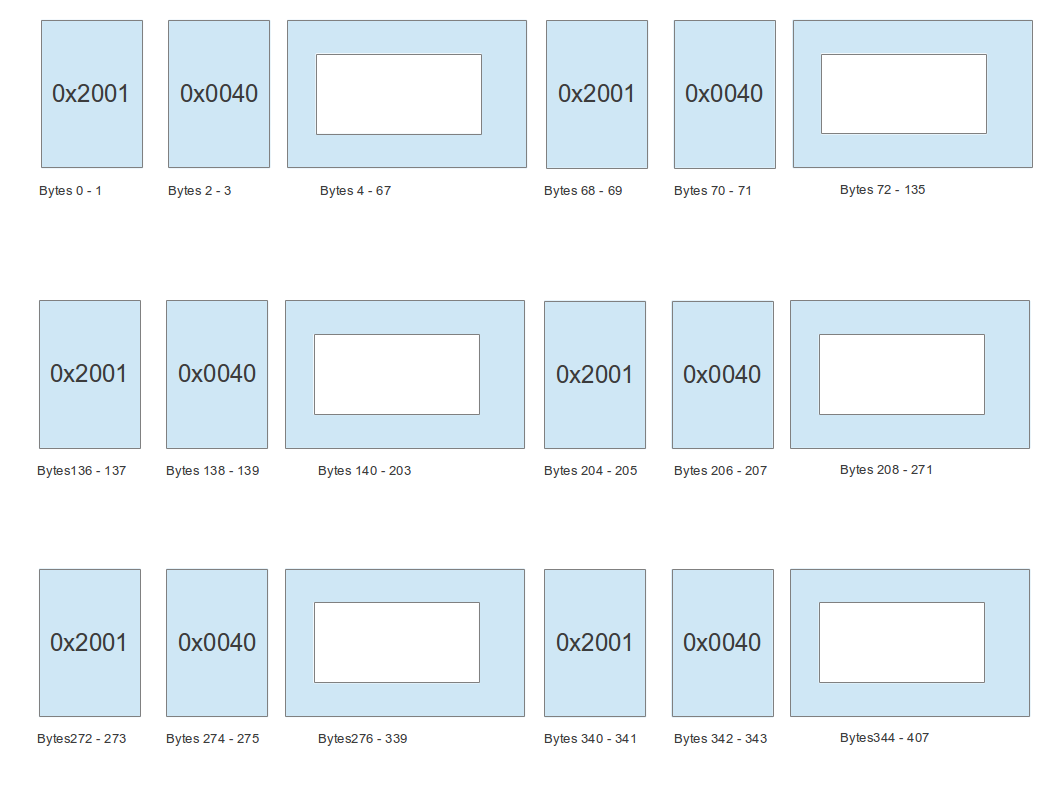 0x2001 0x0040 0x2001 0x0040
Bytes 0 - 1 Bytes 2 - 3 Bytes 4 - 67 Bytes 68 - 69 Bytes 70 - 71 Bytes 72 - 135
0x2001 0x0040 0x2001 0x0040
Bytes136 - 137 Bytes 138 - 139 Bytes 140 - 203 Bytes 204 - 205 Bytes 206 - 207 Bytes 208 - 271
0x2001 0x0040 0x2001 0x0040
Bytes272 - 273 Bytes 274 - 275 Bytes276 - 339 Bytes 340 - 341 Bytes 342 - 343 Bytes344 - 407